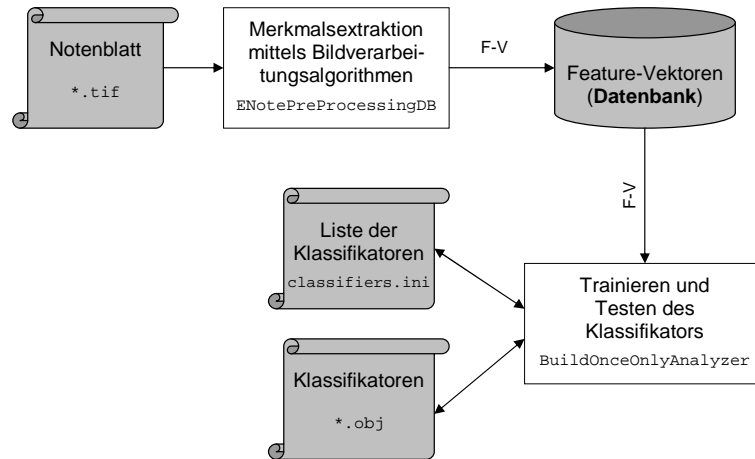 Notenblatt
*.tif
Merkmalsextraktion
mittels Bildverarbei-
tungsalgorithmen
ENotePreProcessingDB
F-V
Feature-Vektoren
(Datenbank)
F-V
Liste der
Klassifikatoren
classifiers.ini
Trainieren und
Testen des
Klassifikators
BuildOnceOnlyAnalyzer
Klassifikatoren
*.obj